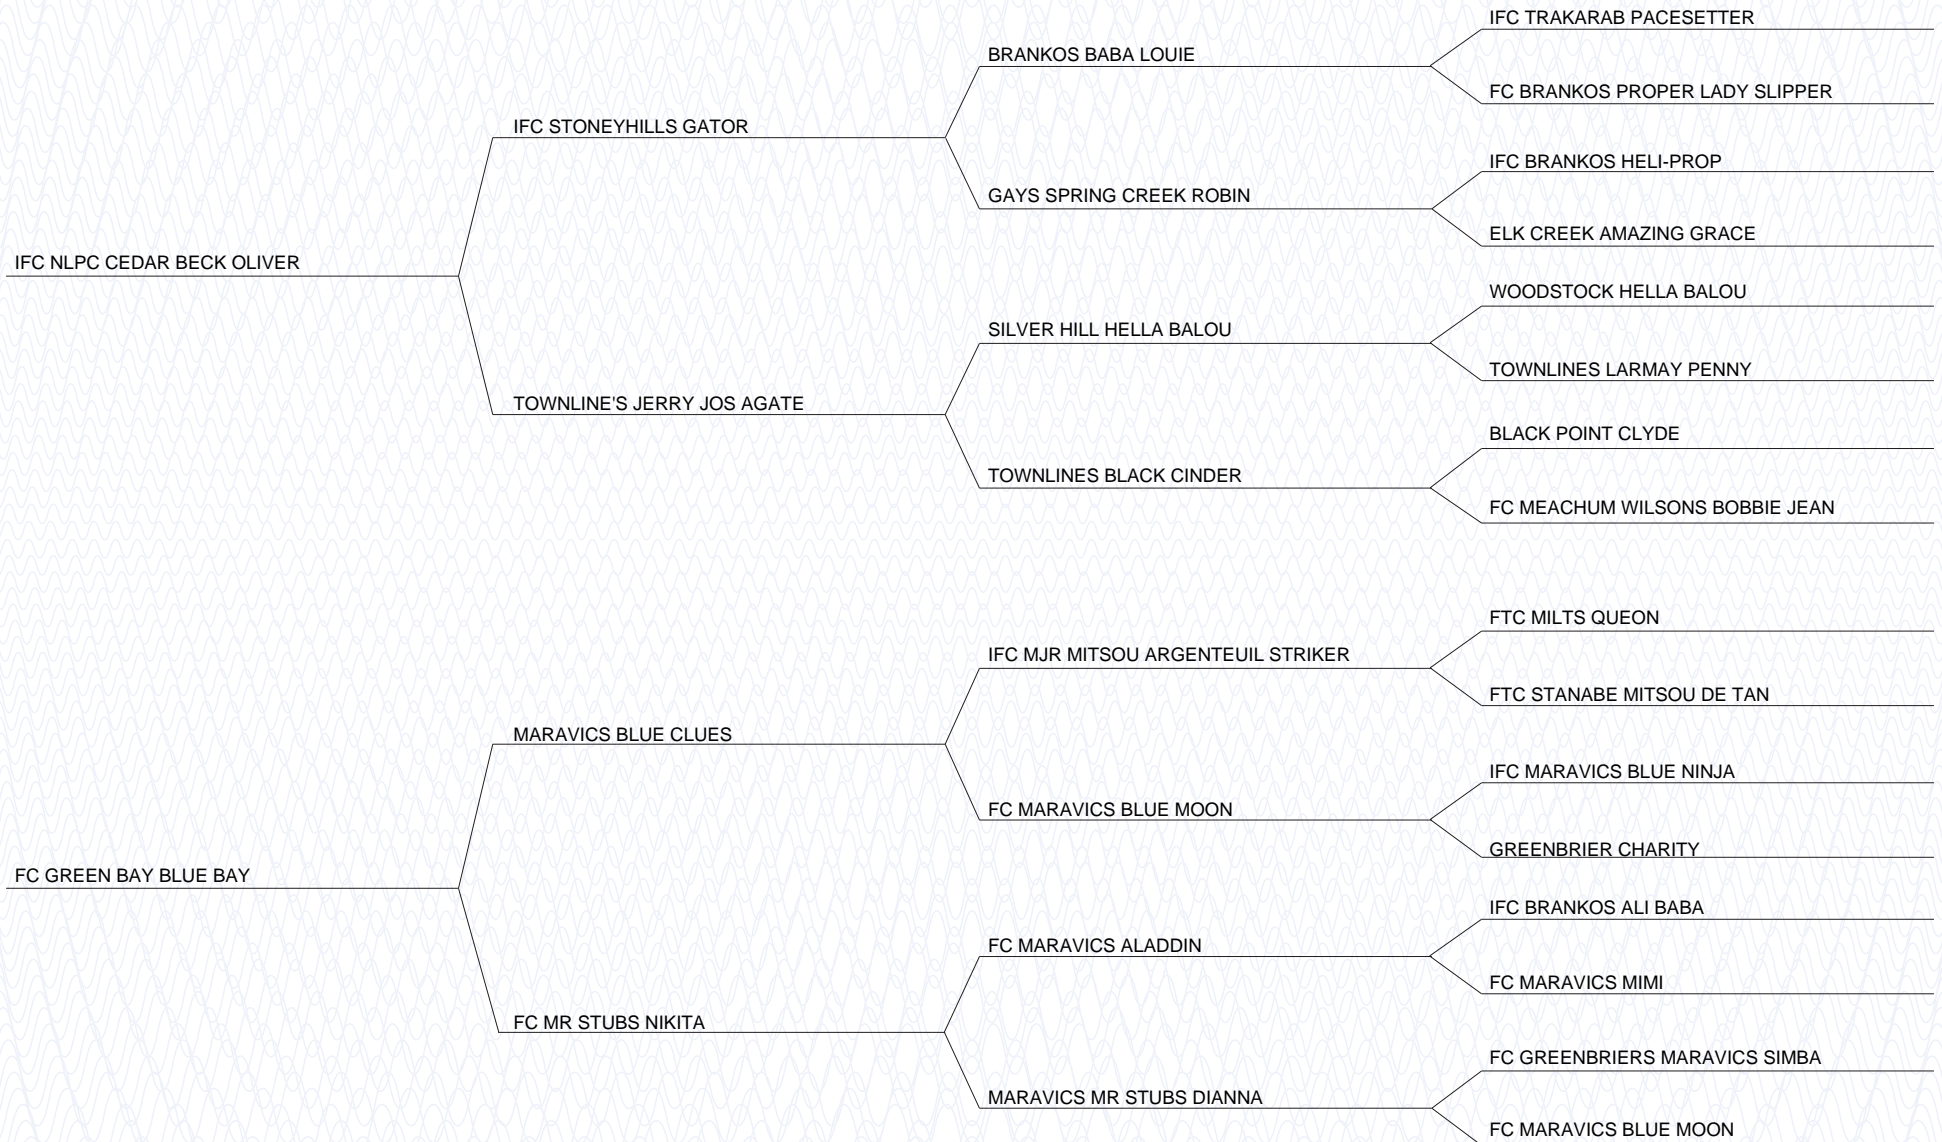 IFC TRAKARAB PACESETTER
BRANKOS BABA LOUIE
FC BRANKOS PROPER LADY SLIPPER
IFC STONEYHILLS GATOR
IFC BRANKOS HELI-PROP
GAYS SPRING CREEK ROBIN
ELK CREEK AMAZING GRACE
IFC NLPC CEDAR BECK OLIVER
WOODSTOCK HELLA BALOU
SILVER HILL HELLA BALOU
TOWNLINES LARMAY PENNY
TOWNLINE'S JERRY JOS AGATE
BLACK POINT CLYDE
TOWNLINES BLACK CINDER
FC MEACHUM WILSONS BOBBIE JEAN
FTC MILTS QUEON
IFC MJR MITSOU ARGENTEUIL STRIKER
FTC STANABE MITSOU DE TAN
MARAVICS BLUE CLUES
IFC MARAVICS BLUE NINJA
FC MARAVICS BLUE MOON
GREENBRIER CHARITY
FC GREEN BAY BLUE BAY
IFC BRANKOS ALI BABA
FC MARAVICS ALADDIN
FC MARAVICS MIMI
FC MR STUBS NIKITA
FC GREENBRIERS MARAVICS SIMBA
MARAVICS MR STUBS DIANNA
FC MARAVICS BLUE MOON